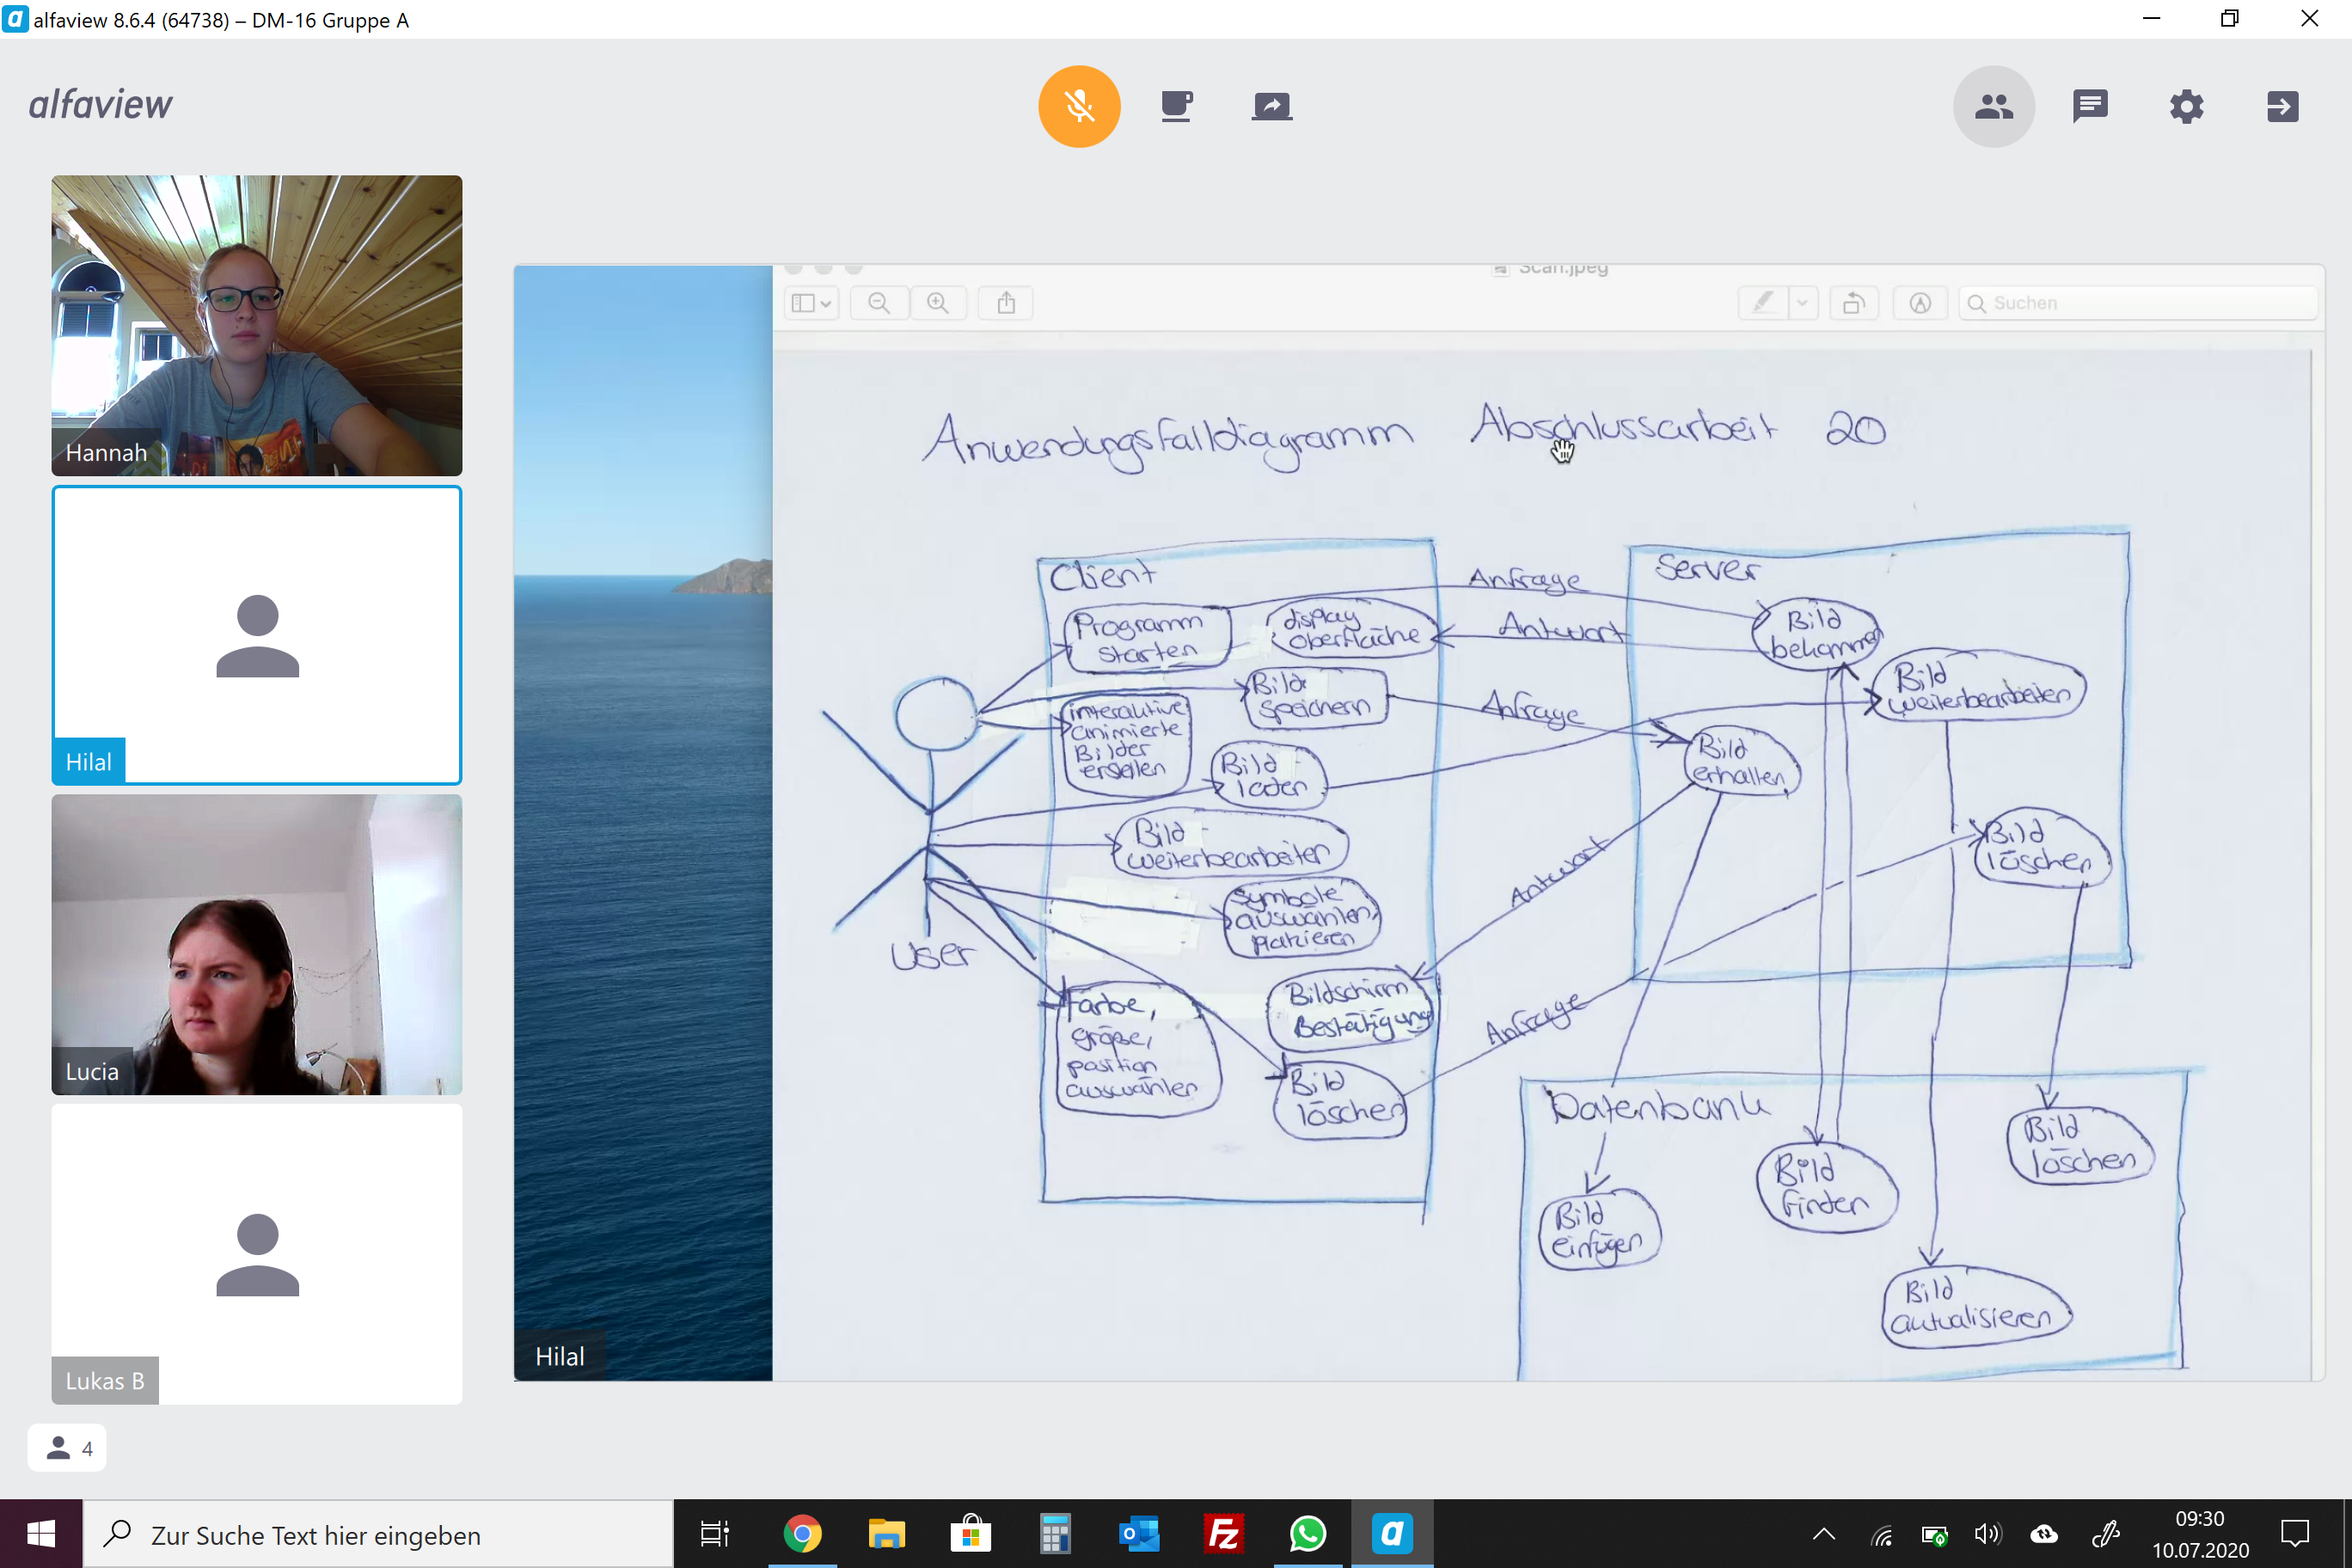 alfaview 8.6.4 (64738) – DM-16 Gruppe A
alfaview
Hannah
Hilal
Lucia
Lukas B
4
Scan.jpeg
Suchen
Anwendungsfalldiagramm Abschlussarbeit 20
Client
Programm
starten
display
oberfläche
Bild
speichern
interaktive
animierte
Bilder
erstellen
Bild
laden
Bild
weiterbearbeiten
Symbole
auswählen,
platzieren
Farbe,
größe,
position
auswählen
Bildschirm
Bestätigung
Bild
löschen
User
Anfrage
Antwort
Anfrage
Antwort
Anfrage
Server
Bild
bekommen
Bild
weiterbearbeiten
Bild
erhalten
Bild
löschen
Datenbank
Bild
einfügen
Bild
finden
Bild
löschen
Bild
autualisieren
Hilal
Zur Suche Text hier eingeben
09:30
10.07.2020